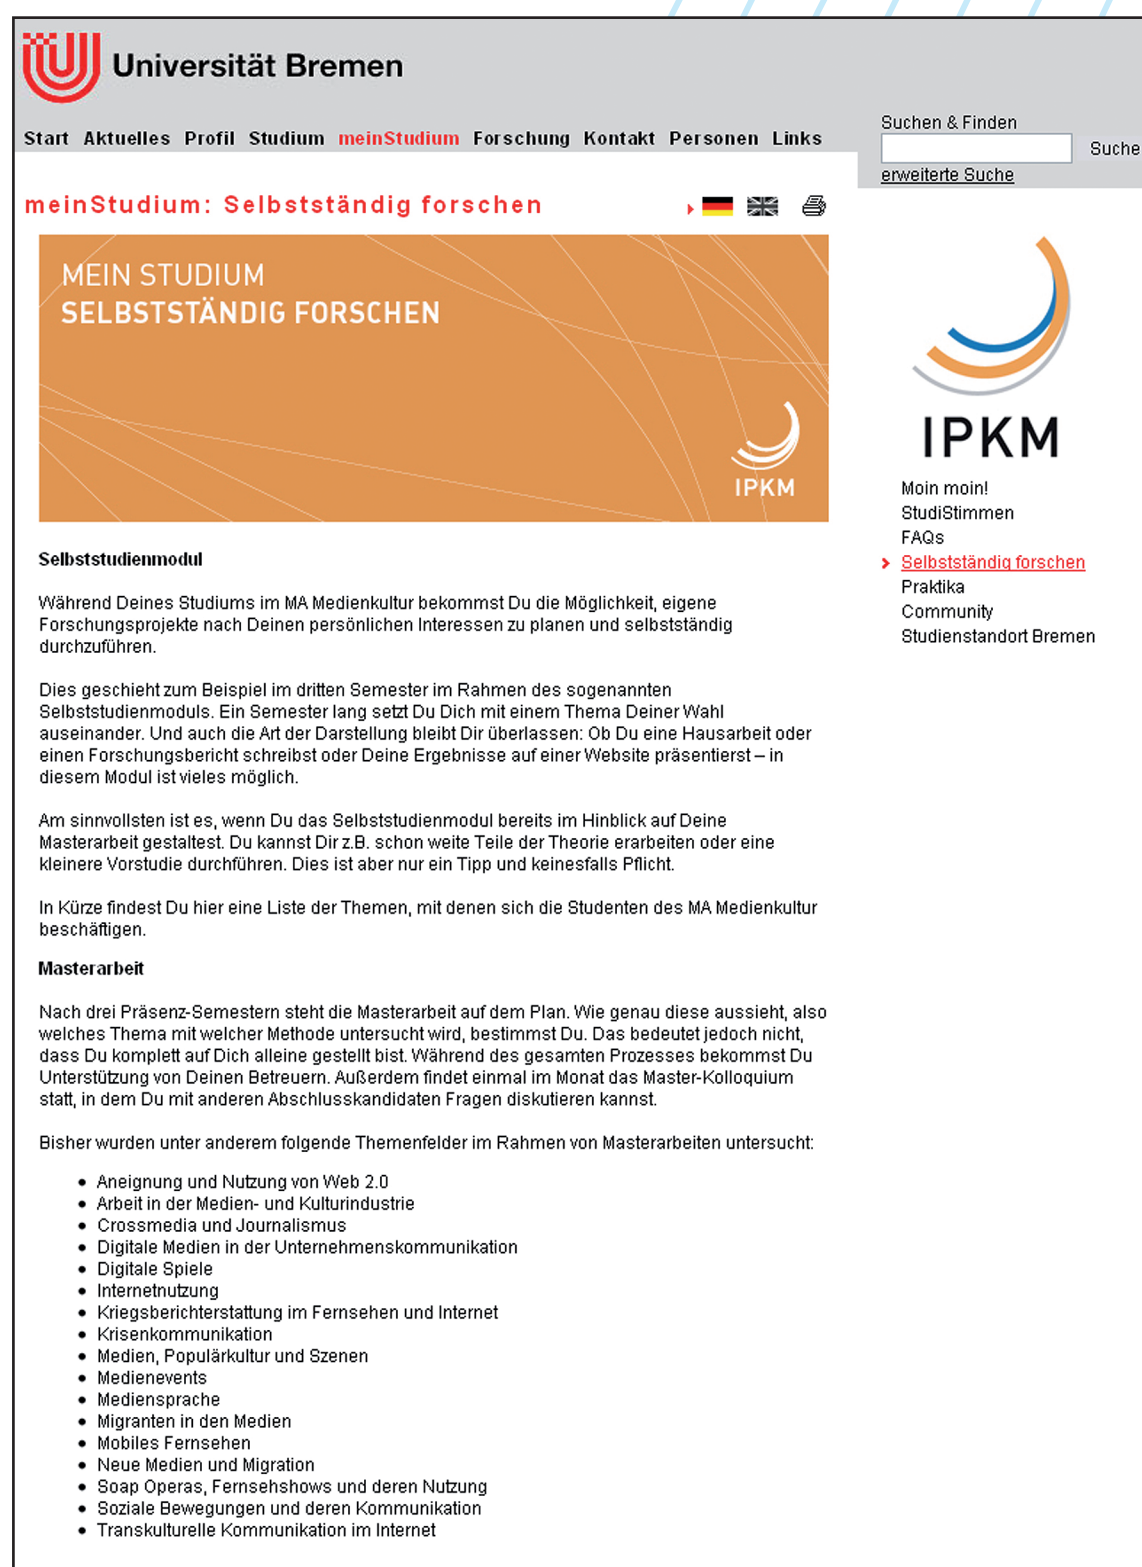 Universität Bremen
Start Aktuelles Profil Studium meinStudium Forschung Kontakt Personen Links
Suchen & Finden
Suche
erweiterte Suche
meinStudium: Selbstständig forschen
MEIN STUDIUM
SELBSTSTÄNDIG FORSCHEN
IPKM
IPKM
Moin moin!
StudiStimmen
FAQs
Selbstständig forschen
Praktika
Community
Studienstandort Bremen
Selbststudienmodul
Während Deines Studiums im MA Medienkultur bekommst Du die Möglichkeit, eigene
Forschungsprojekte nach Deinen persönlichen Interessen zu planen und selbstständig
durchzuführen.
Dies geschieht zum Beispiel im dritten Semester im Rahmen des sogenannten
Selbststudienmoduls. Ein Semester lang setzt Du Dich mit einem Thema Deiner Wahl
auseinander. Und auch die Art der Darstellung bleibt Dir überlassen: Ob Du eine Hausarbeit oder
einen Forschungsbericht schreibst oder Deine Ergebnisse auf einer Website präsentierst – in
diesem Modul ist vieles möglich.
Am sinnvollsten ist es, wenn Du das Selbststudienmodul bereits im Hinblick auf Deine
Masterarbeit gestaltest. Du kannst Dir z.B. schon weite Teile der Theorie erarbeiten oder eine
kleinere Vorstudie durchführen. Dies ist aber nur ein Tipp und keinesfalls Pflicht.
In Kürze findest Du hier eine Liste der Themen, mit denen sich die Studenten des MA Medienkultur
beschäftigen.
Masterarbeit
Nach drei Präsenz-Semestern steht die Masterarbeit auf dem Plan. Wie genau diese aussieht, also
welches Thema mit welcher Methode untersucht wird, bestimmst Du. Das bedeutet jedoch nicht,
dass Du komplett auf Dich alleine gestellt bist. Während des gesamten Prozesses bekommst Du
Unterstützung von Deinen Betreuern. Außerdem findet einmal im Monat das Master-Kolloquium
statt, in dem Du mit anderen Abschlusskandidaten Fragen diskutieren kannst.
Bisher wurden unter anderem folgende Themenfelder im Rahmen von Masterarbeiten untersucht:
• Aneignung und Nutzung von Web 2.0
• Arbeit in der Medien- und Kulturindustrie
• Crossmedia und Journalismus
• Digitale Medien in der Unternehmenskommunikation
• Digitale Spiele
• Internetnutzung
• Kriegsberichterstattung im Fernsehen und Internet
• Krisenkommunikation
• Medien, Populärkultur und Szenen
• Medienevents
• Mediensprache
• Migranten in den Medien
• Mobiles Fernsehen
• Neue Medien und Migration
• Soap Operas, Fernsehshows und deren Nutzung
• Soziale Bewegungen und deren Kommunikation
• Transkulturelle Kommunikation im Internet